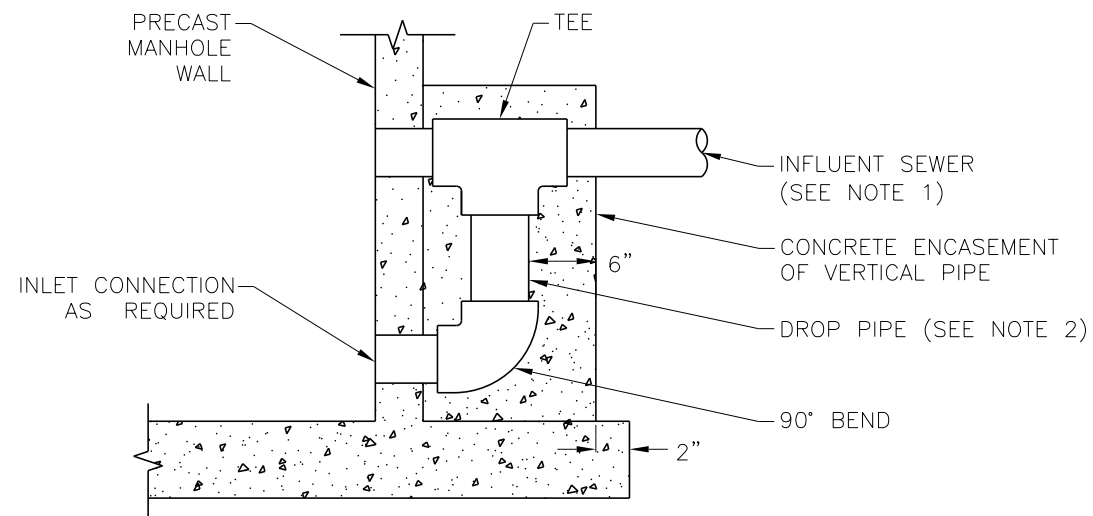 PRECAST
MANHOLE
WALL
TEE
INFLUENT SEWER
(SEE NOTE 1)
CONCRETE ENCASEMENT
OF VERTICAL PIPE
6”
INLET CONNECTION
AS REQUIRED
DROP PIPE (SEE NOTE 2)
90° BEND
2”